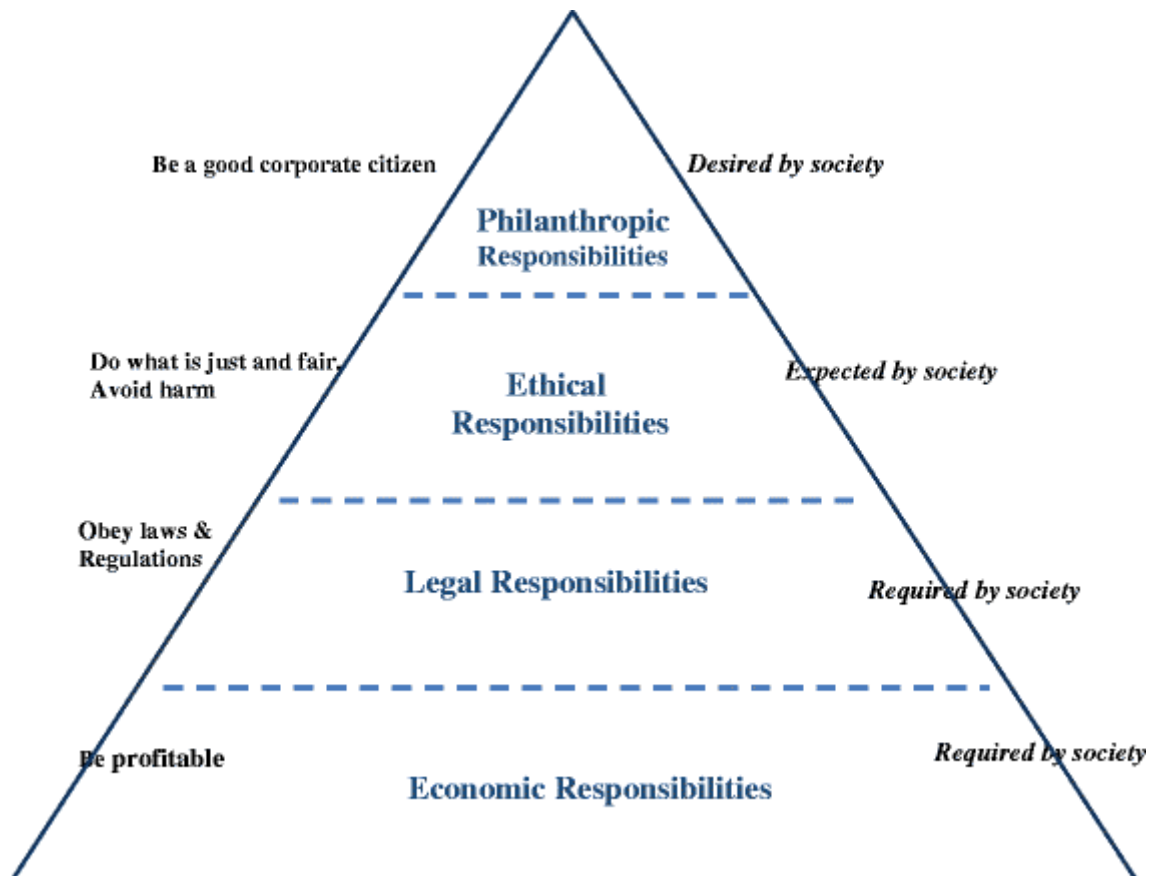 Be a good corporate citizen
Desired by society
Philanthropic
Responsibilities
Do what is just and fair,
Avoid harm
Expected by society
Ethical
Responsibilities
Obey laws &
Regulations
Legal Responsibilities
Required by society
Be profitable
Required by society
Economic Responsibilities